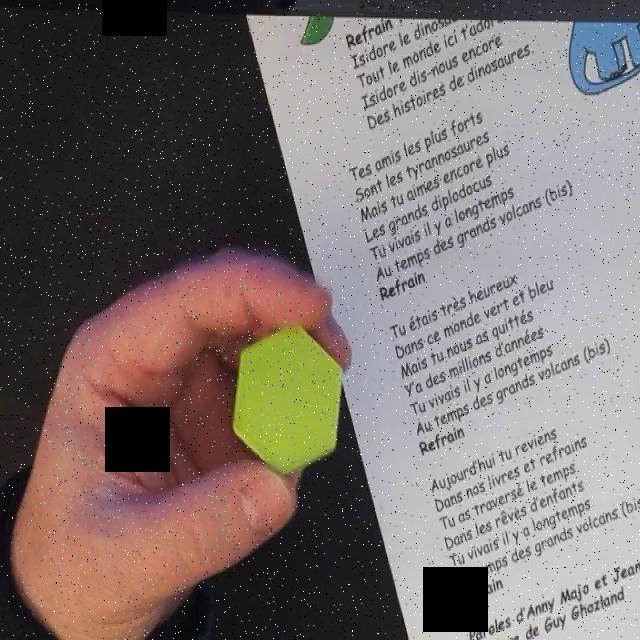 Refrain
Isidore le
Tout le monde ici
Isidore dis-nous encore
Des histoires de dinosaures.
Tes amis les plus forts
Sont les tyrannosaures
Mais tu aimes encore plus
Les grands diplodocus
Tu vivais il y a longtemps
Au temps des grands volcans (bis)
Refrain
Tu étais très heureux
Dans ce monde vert et bleu
Mais tu nous as quittés
Y'a des millions d'années
Tu vivais il y a longtemps
Au temps des grands volcans (bis)
Refrain
Aujourd'hui tu reviens
Dans nos livres et refrains
Tu as traversé le temps
Dans les rêves d'enfants
Tu vivais il y a longtemps
des grands volcans (bis
d'Anny Majo et Jean
de Guy Ghozland